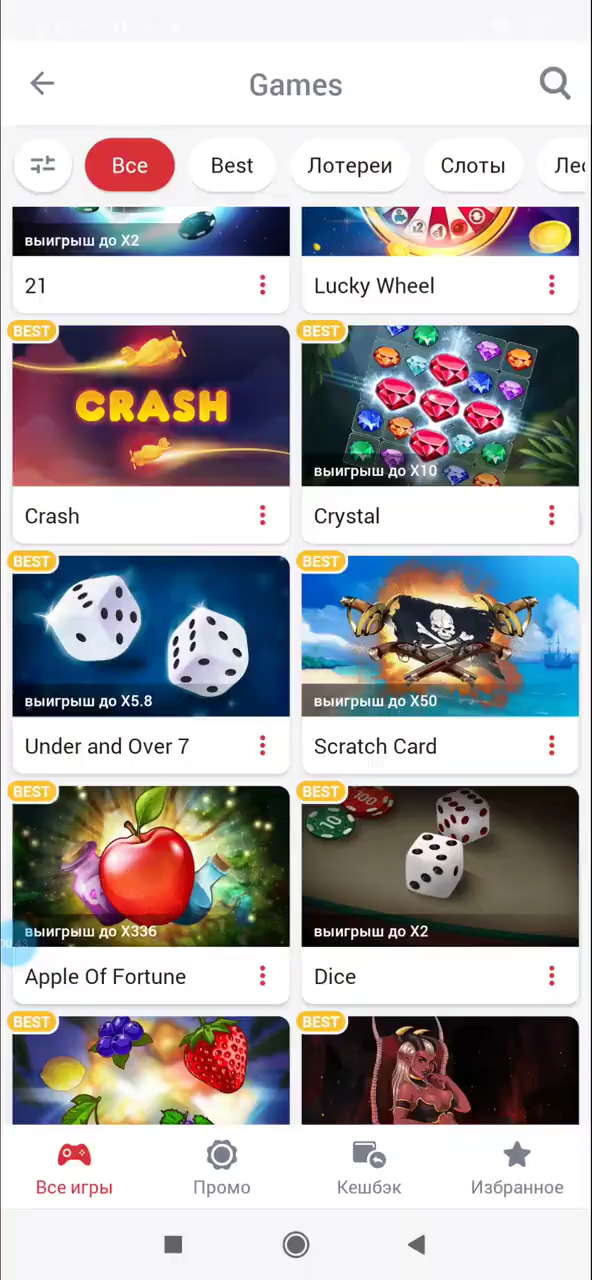 Games
Все
Best
Лотереи
Слоты
выигрыш до X2
21
Lucky Wheel
BEST
BEST
CRASH
выигрыш до X10
Crash
Crystal
BEST
BEST
выигрыш до X5.8
выигрыш до X50
Under and Over 7
Scratch Card
BEST
BEST
100
10
выигрыш до X336
выигрыш до X2
Apple Of Fortune
Dice
BEST
BEST
Все игры
Промо
Кешбэк
Избранное